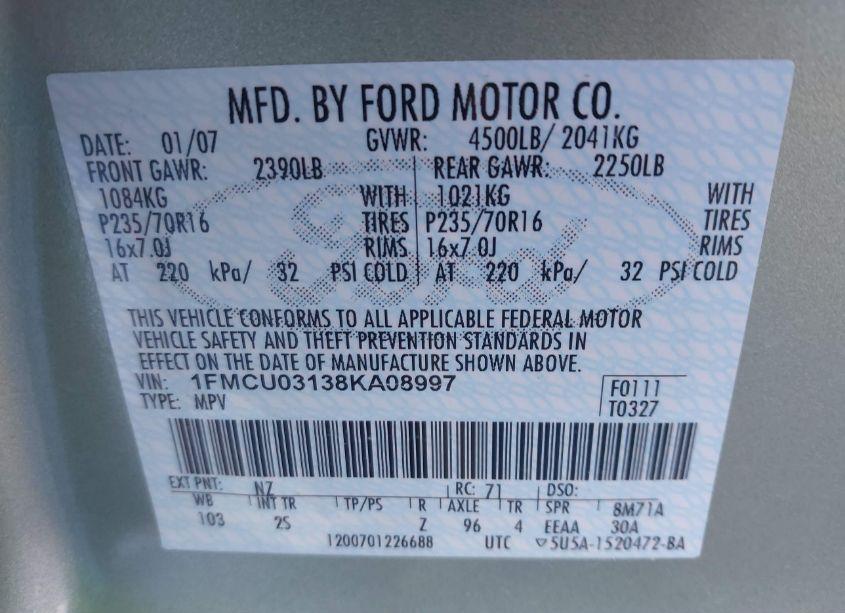 MFD. BY FORD MOTOR CO.
DATE: 01/07 GVWR: 4500LB/ 2041KG
FRONT GAWR: 2390LB REAR GAWR: 2250LB
1084KG WITH 1021KG WITH
P235/70R16 TIRES P235/70R16 TIRES
16x7.0J RIMS 16x7.0J RIMS
AT 220 kPa/ 32 PSI COLD AT 220 kPa/ 32 PSI COLD
THIS VEHICLE CONFORMS TO ALL APPLICABLE FEDERAL MOTOR
VEHICLE SAFETY AND THEFT PREVENTION STANDARDS IN
EFFECT ON THE DATE OF MANUFACTURE SHOWN ABOVE.
VIN: 1FMCU03138KA08997 F0111
TYPE: MPV T0327
EXT PNT: NZ RC: 71 DSO:
WB INT TR TP/PS R AXLE TR SPR 8M71A
103 2S Z 96 4 EEAA 30A
1200701226688 UTC ▽5U5A-1520472-BA